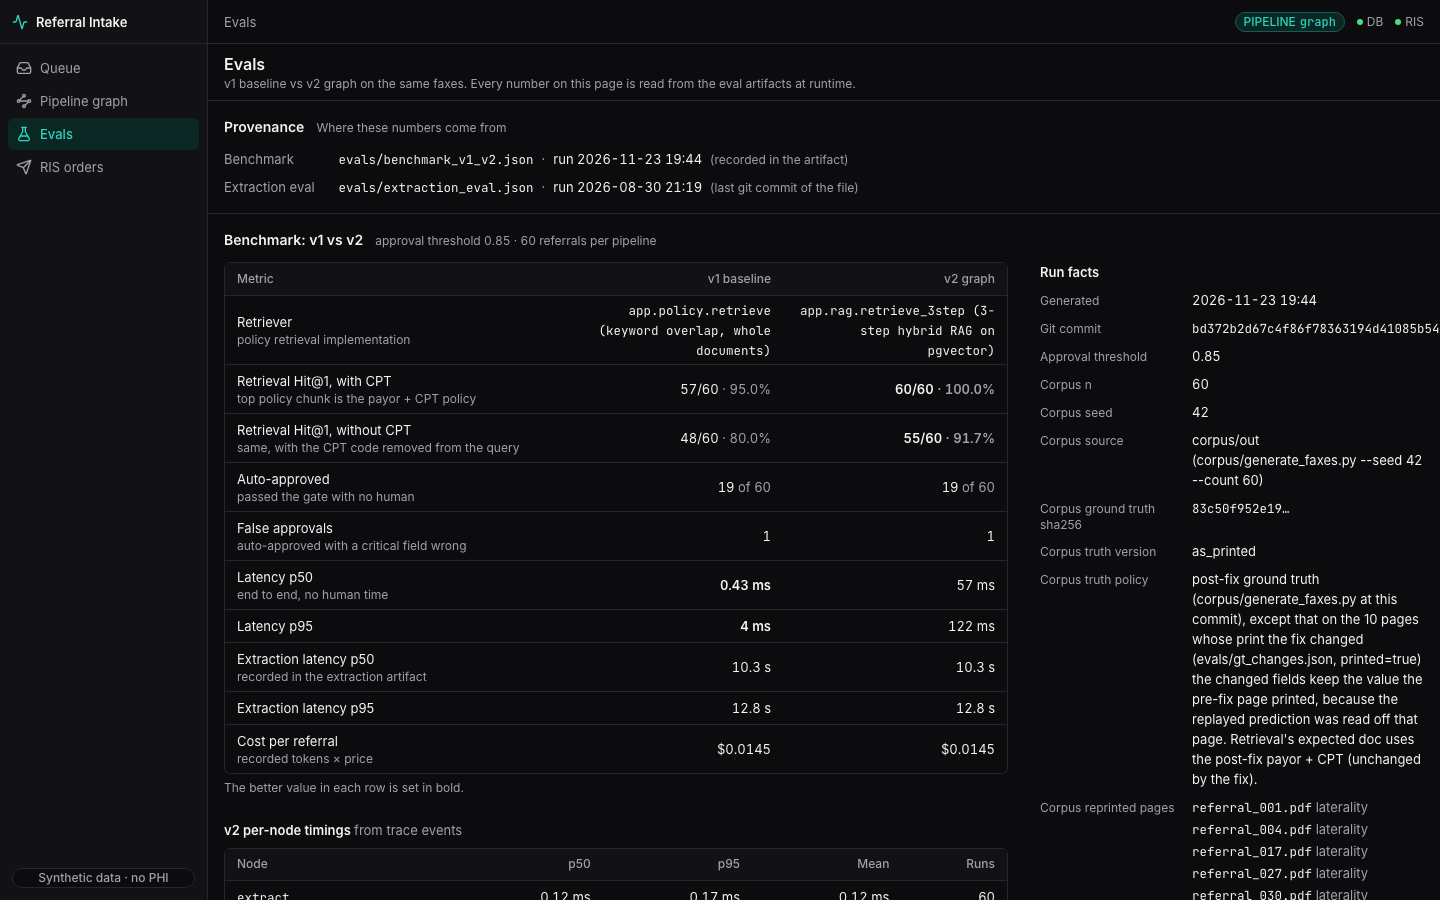 Referral Intake
Evals
PIPELINE graph
DB
RIS
Queue
Pipeline graph
Evals
RIS orders
Evals
v1 baseline vs v2 graph on the same faxes. Every number on this page is read from the eval artifacts at runtime.
Provenance Where these numbers come from
Benchmark evals/benchmark_v1_v2.json · run 2026-11-23 19:44 (recorded in the artifact)
Extraction eval evals/extraction_eval.json · run 2026-08-30 21:19 (last git commit of the file)
Benchmark: v1 vs v2 approval threshold 0.85 · 60 referrals per pipeline
Metric v1 baseline v2 graph
Retriever
policy retrieval implementation
app.policy.retrieve
(keyword overlap, whole
documents)
app.rag.retrieve_3step (3-
step hybrid RAG on
pgvector)
Retrieval Hit@1, with CPT
top policy chunk is the payor + CPT policy
57/60 · 95.0% 60/60 · 100.0%
Retrieval Hit@1, without CPT
same, with the CPT code removed from the query
48/60 · 80.0% 55/60 · 91.7%
Auto-approved
passed the gate with no human
19 of 60 19 of 60
False approvals
auto-approved with a critical field wrong
1 1
Latency p50
end to end, no human time
0.43 ms 57 ms
Latency p95 4 ms 122 ms
Extraction latency p50
recorded in the extraction artifact
10.3 s 10.3 s
Extraction latency p95 12.8 s 12.8 s
Cost per referral
recorded tokens × price
$0.0145 $0.0145
The better value in each row is set in bold.
v2 per-node timings from trace events
Node p50 p95 Mean Runs
extract 0.12 ms 0.17 ms 0.12 ms 60
Run facts
Generated 2026-11-23 19:44
Git commit bd372b2d67c4f86f78363194d41085b54
Approval threshold 0.85
Corpus n 60
Corpus seed 42
Corpus source corpus/out
(corpus/generate_faxes.py --seed 42
--count 60)
Corpus ground truth
sha256
83c50f952e19…
Corpus truth version as_printed
Corpus truth policy post-fix ground truth
(corpus/generate_faxes.py at this
commit), except that on the 10 pages
whose print the fix changed
(evals/gt_changes.json, printed=true)
the changed fields keep the value the
pre-fix page printed, because the
replayed prediction was read off that
page. Retrieval's expected doc uses
the post-fix payor + CPT (unchanged
by the fix).
Corpus reprinted pages referral_001.pdf laterality
referral_004.pdf laterality
referral_017.pdf laterality
referral_027.pdf laterality
referral_030.pdf laterality
Synthetic data · no PHI